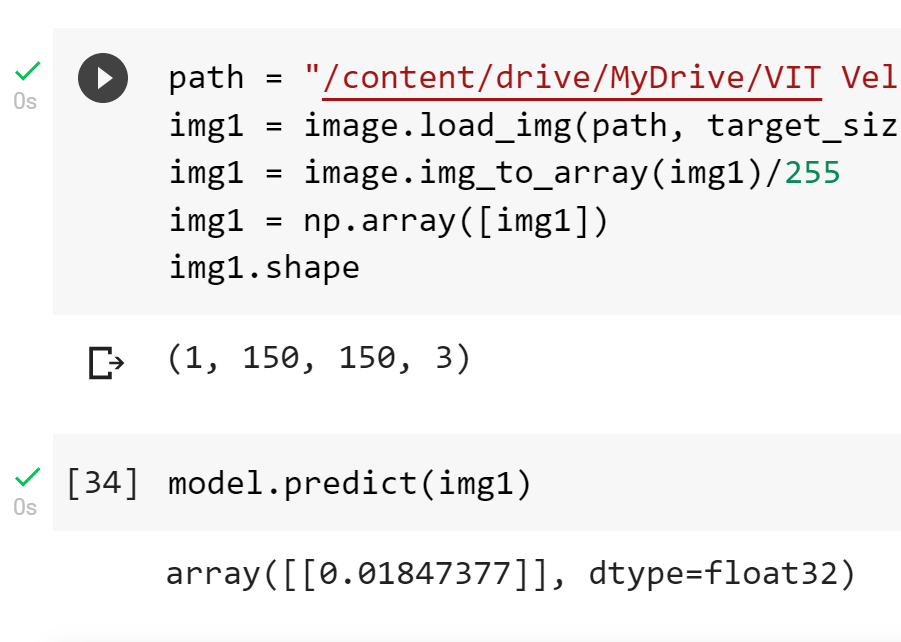 path = "/content/drive/MyDrive/VIT Vel
0s
img1 = image.load_img(path, target_siz
img1 = image.img_to_array(img1)/255
img1 = np.array([img1])
img1.shape
(1, 150, 150, 3)
[34] model.predict(img1)
0s
array([[0.01847377]], dtype=float32)